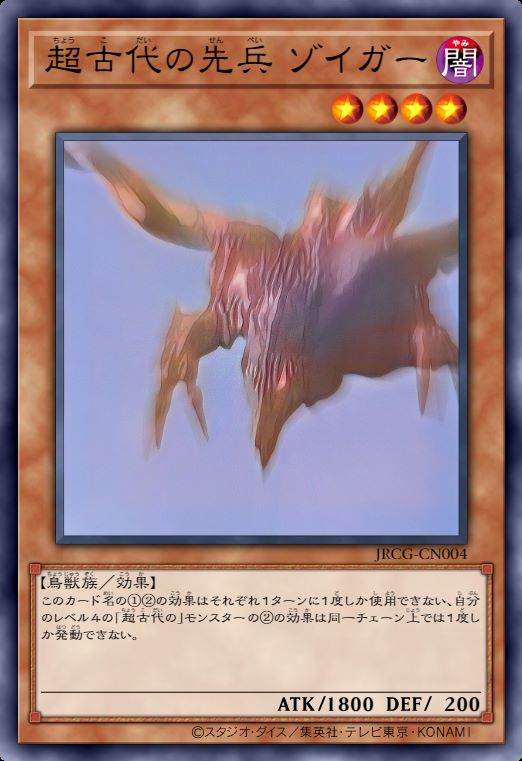 超古代の先兵 ゾイガー
闇
JRCG-CN004
【鳥獣族／効果】
このカード名の①②の効果はそれぞれ1ターンに1度しか使用できない、自分
のレベル4の「超古代の」モンスターの②の効果は同一チェーン上では1度し
か発動できない。
ATK/1800 DEF/ 200
©スタジオ・ダイス／集英社・テレビ東京・KONAMI